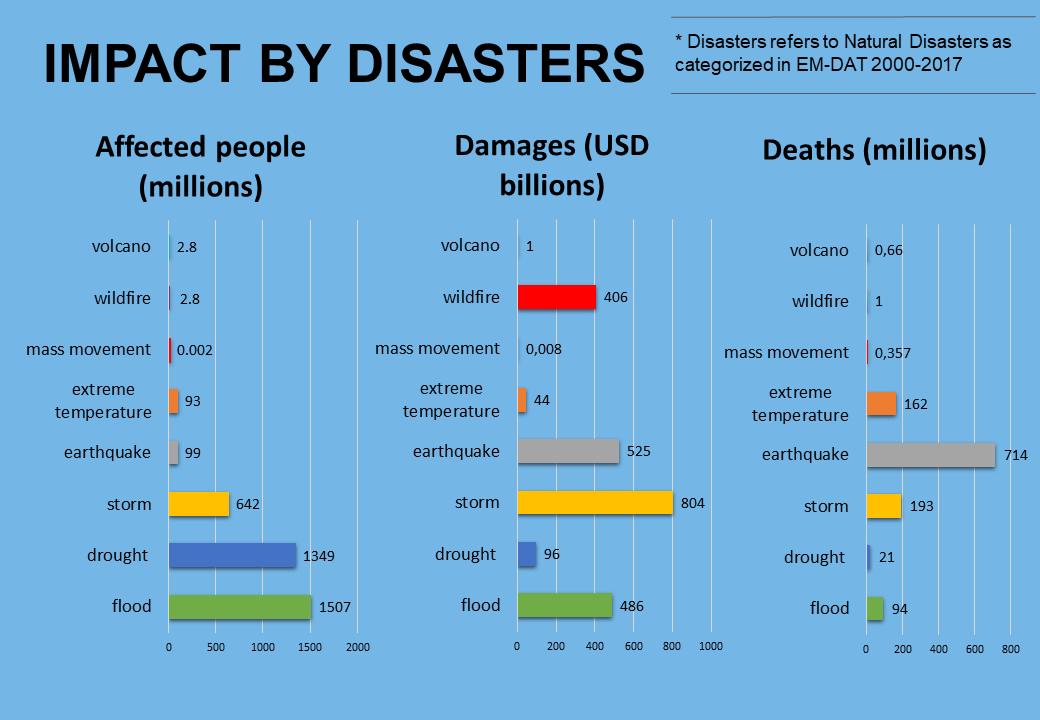 IMPACT BY DISASTERS
* Disasters refers to Natural Disasters as
categorized in EM-DAT 2000-2017
Affected people
(millions)
volcano 2.8
wildfire 2.8
mass movement 0.002
extreme
temperature 93
earthquake 99
storm 642
drought 1349
flood 1507
0 500 1000 1500 2000
Damages (USD
billions)
volcano 1
wildfire 406
mass movement 0,008
extreme
temperature 44
earthquake 525
storm 804
drought 96
flood 486
0 200 400 600 800 1000
Deaths (millions)
volcano 0,66
wildfire 1
mass movement 0,357
extreme
temperature 162
earthquake 714
storm 193
drought 21
flood 94
0 200 400 600 800